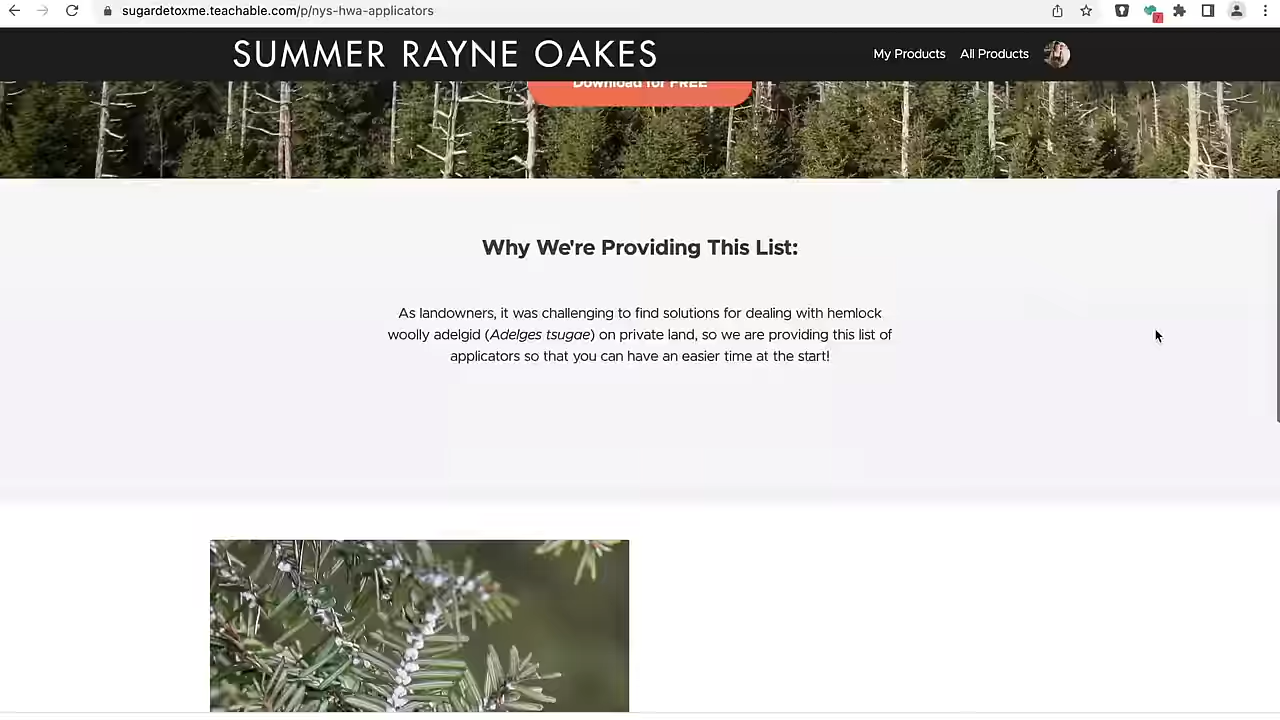 sugardetoxme.teachable.com/p/nys-hwa-applicators
7
SUMMER RAYNE OAKES
My Products All Products
Download for FREE
Why We're Providing This List:
As landowners, it was challenging to find solutions for dealing with hemlock
woolly adelgid (Adelges tsugae) on private land, so we are providing this list of
applicators so that you can have an easier time at the start!